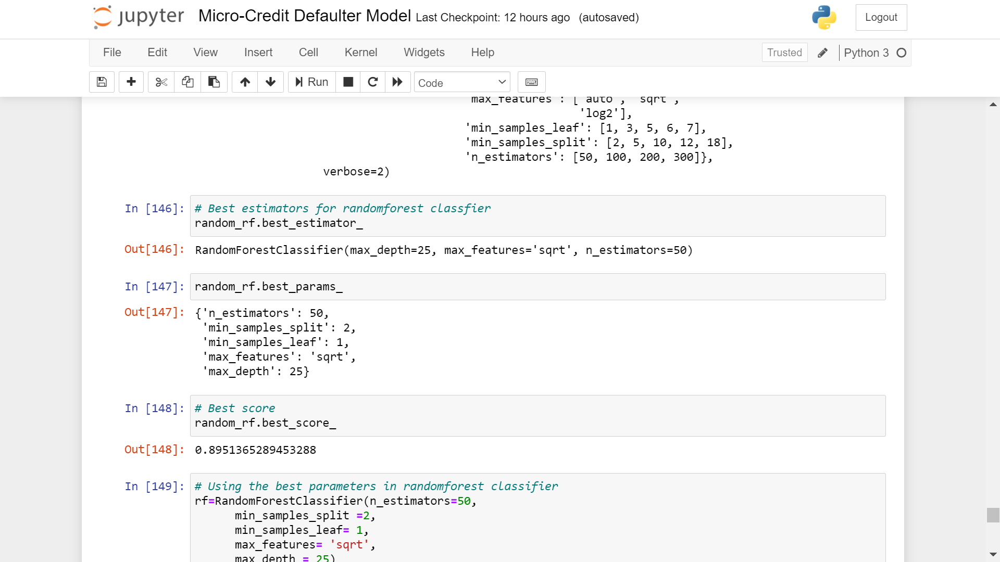 jupyter Micro-Credit Defaulter Model Last Checkpoint: 12 hours ago (autosaved) Logout
File Edit View Insert Cell Kernel Widgets Help Trusted Python 3
Run Code
'max_features': ['auto', 'sqrt',
'log2'],
'min_samples_leaf': [1, 3, 5, 6, 7],
'min_samples_split': [2, 5, 10, 12, 18],
'n_estimators': [50, 100, 200, 300]},
verbose=2)
In [146]: # Best estimators for randomforest classfier
random_rf.best_estimator_
Out[146]: RandomForestClassifier(max_depth=25, max_features='sqrt', n_estimators=50)
In [147]: random_rf.best_params_
Out[147]: {'n_estimators': 50,
'min_samples_split': 2,
'min_samples_leaf': 1,
'max_features': 'sqrt',
'max_depth': 25}
In [148]: # Best score
random_rf.best_score_
Out[148]: 0.8951365289453288
In [149]: # Using the best parameters in randomforest classifier
rf=RandomForestClassifier(n_estimators=50,
min_samples_split =2,
min_samples_leaf= 1,
max_features= 'sqrt',
max_depth = 25)